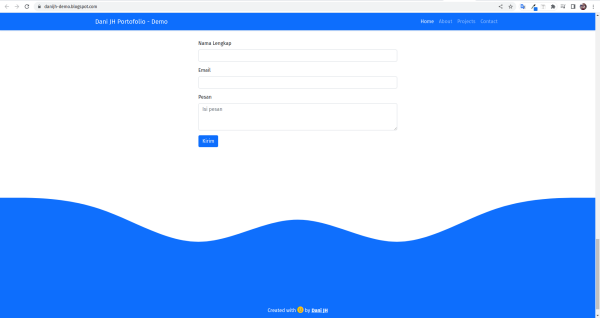 danijh-demo.blogspot.com
Dani JH Portofolio - Demo
Home About Projects Contact
Nama Lengkap
Email
Pesan
Isi pesan
Kirim
Created with 😊 by Dani JH